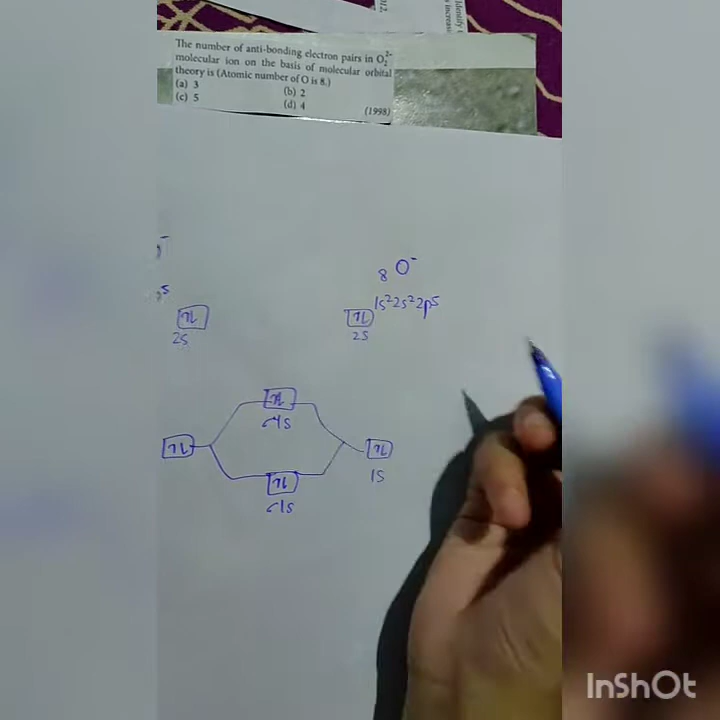 The number of anti-bonding electron pairs in O₂²⁻
molecular ion on the basis of molecular orbital
theory is (Atomic number of O is 8.)
(a) 3 (b) 2
(c) 5 (d) 4
(1998)
₈O⁻
1s²2s²2p⁵
2s 2s
σ*1s
1s
σ1s
InShOt